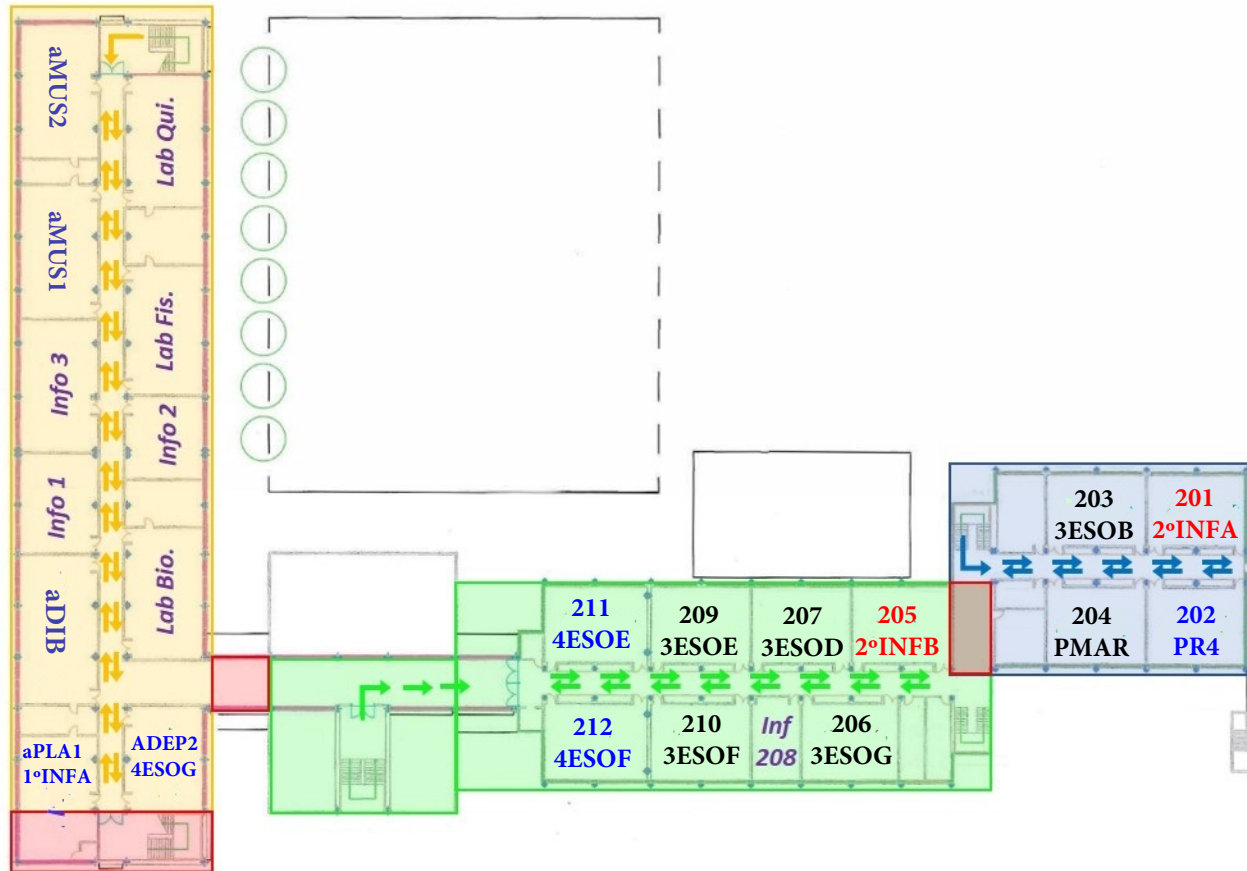 aMUS2
Lab Qui.
aMUS1
Lab Fis.
Info 3
Info 2
Info 1
Lab Bio.
aDIB
aPLA1
1ºINFA
ADEP2
4ESOG
211
4ESOE
209
3ESOE
207
3ESOD
205
2ºINFB
212
4ESOF
210
3ESOF
Inf
208
206
3ESOG
203
3ESOB
201
2ºINFA
204
PMAR
202
PR4